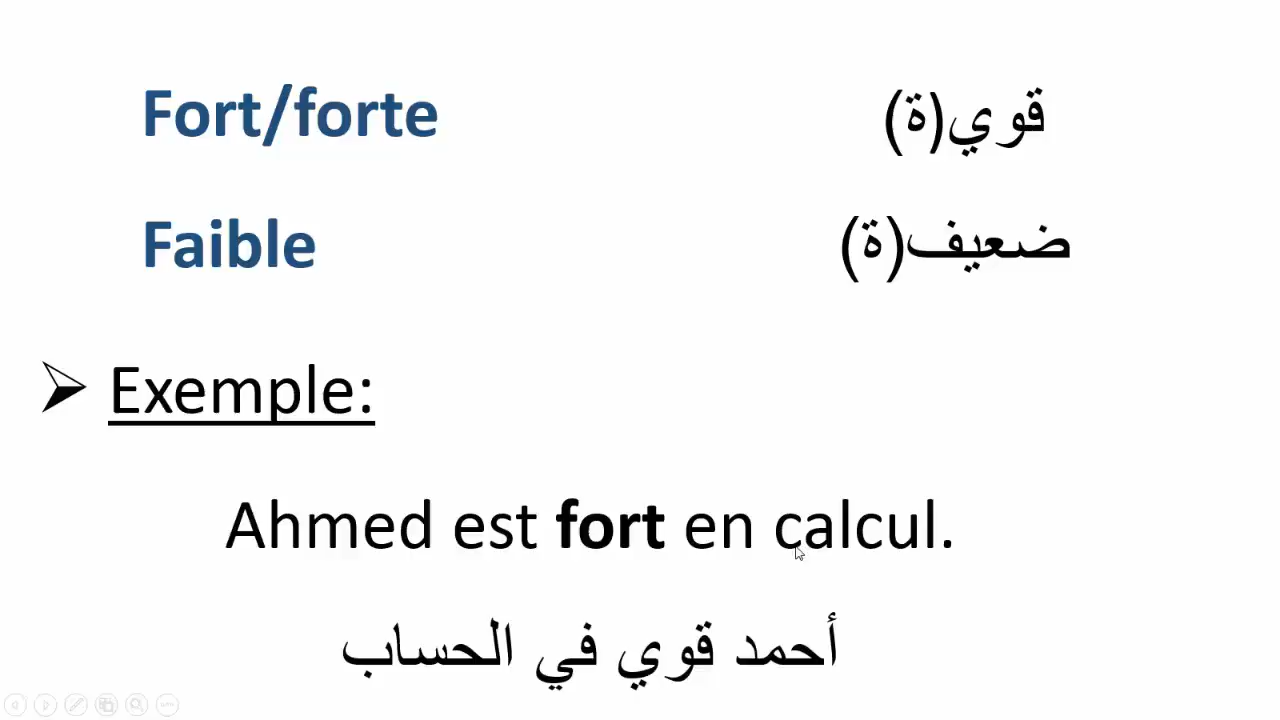 Fort/forte قوي(ة)
Faible ضعيف(ة)
Exemple:
Ahmed est fort en calcul.
أحمد قوي في الحساب